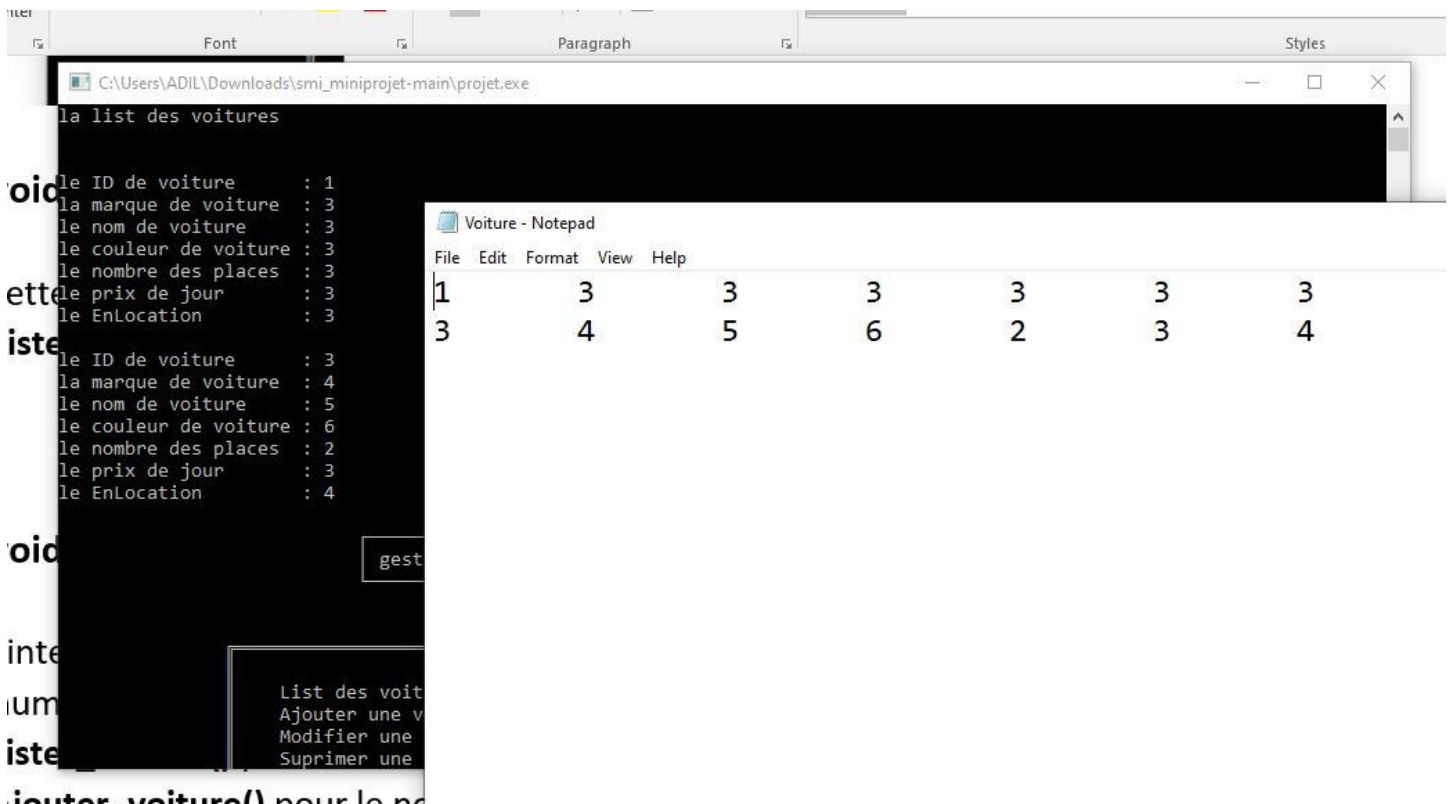 Font Paragraph Styles
C:\Users\ADIL\Downloads\smi_miniprojet-main\projet.exe
la list des voitures
le ID de voiture : 1
la marque de voiture : 3
le nom de voiture : 3
le couleur de voiture : 3
le nombre des places : 3
le prix de jour : 3
le EnLocation : 3
le ID de voiture : 3
la marque de voiture : 4
le nom de voiture : 5
le couleur de voiture : 6
le nombre des places : 2
le prix de jour : 3
le EnLocation : 4
gest
List des voit
Ajouter une v
Modifier une
Suprimer une
Voiture - Notepad
File Edit Format View Help
1 3 3 3 3 3 3
3 4 5 6 2 3 4
oid
ette
iste
oid
inte
um
iste
jouter_voiture() pour le